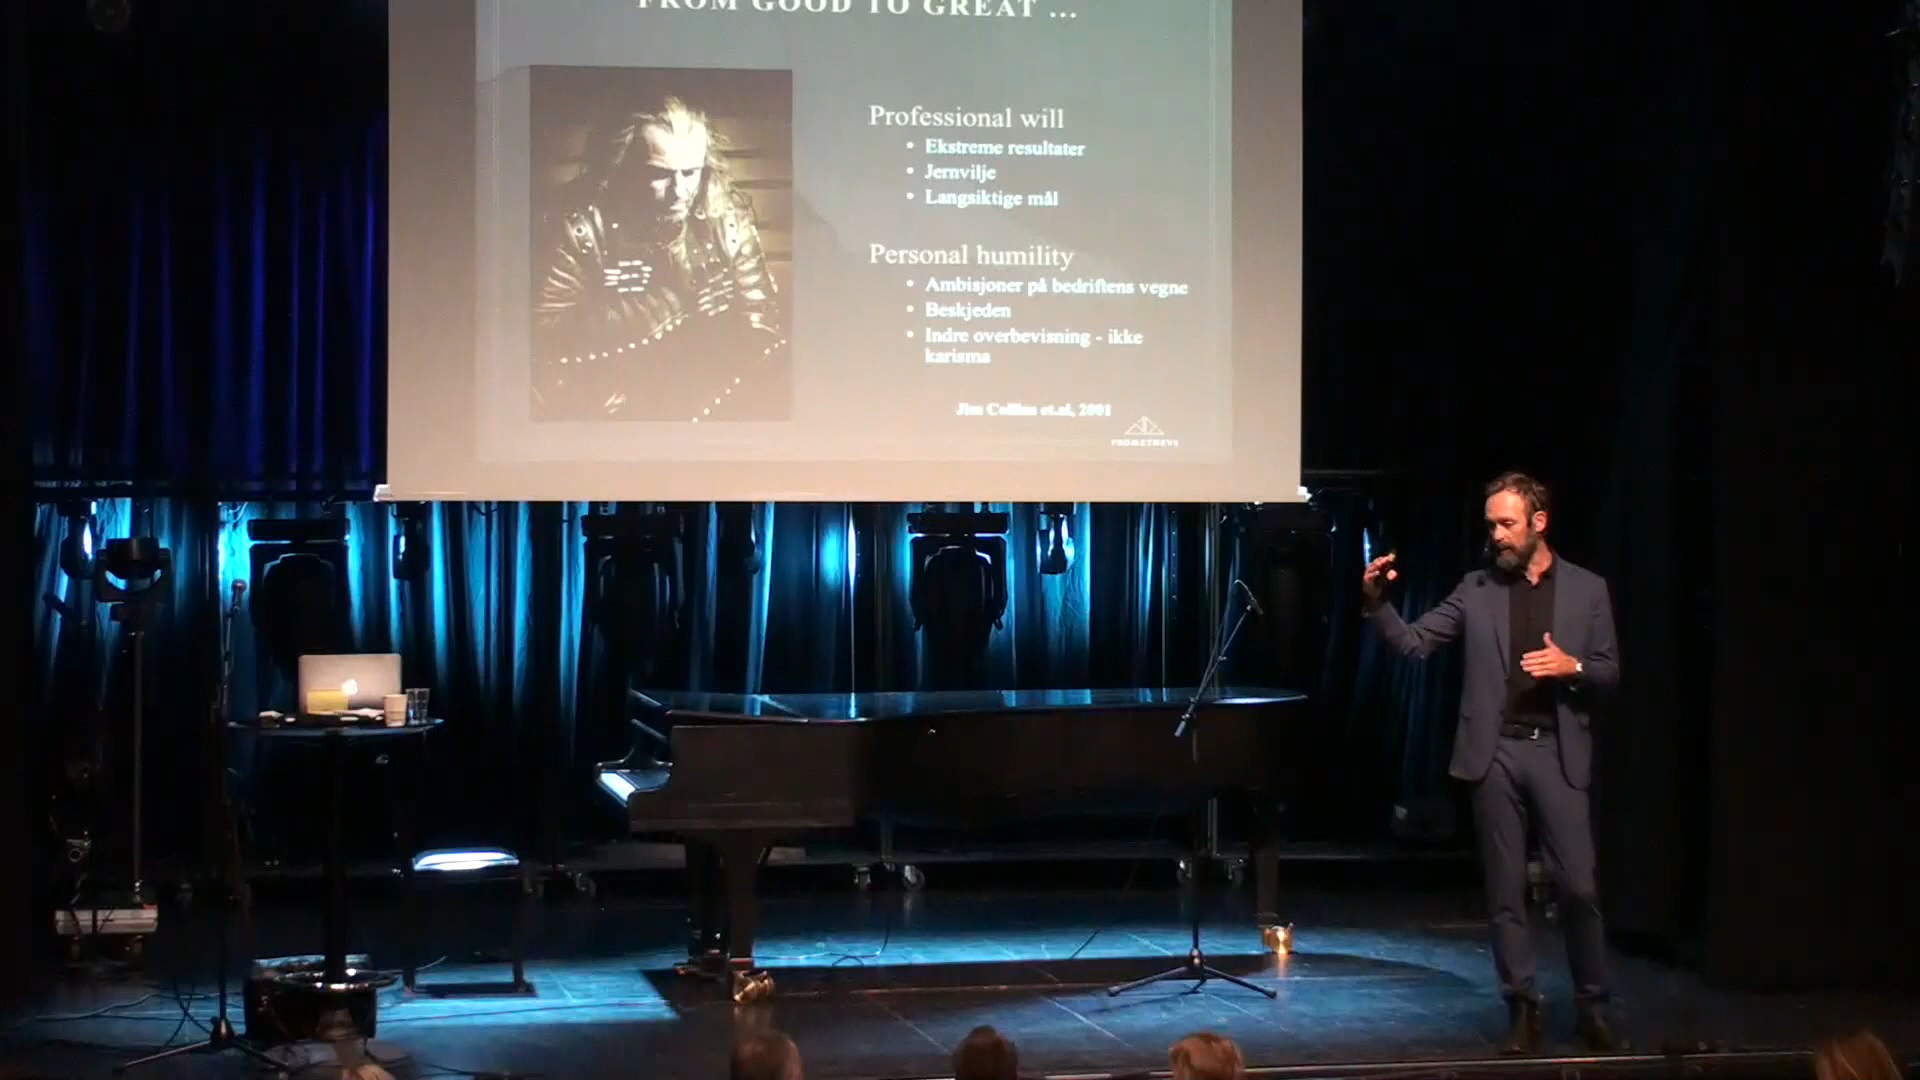 FROM GOOD TO GREAT ...
Professional will
• Ekstreme resultater
• Jernvilje
• Langsiktige mål
Personal humility
• Ambisjoner på bedriftens vegne
• Beskjeden
• Indre overbevisning - ikke
karisma
Jim Collins et.al, 2001
PROMETHEVS